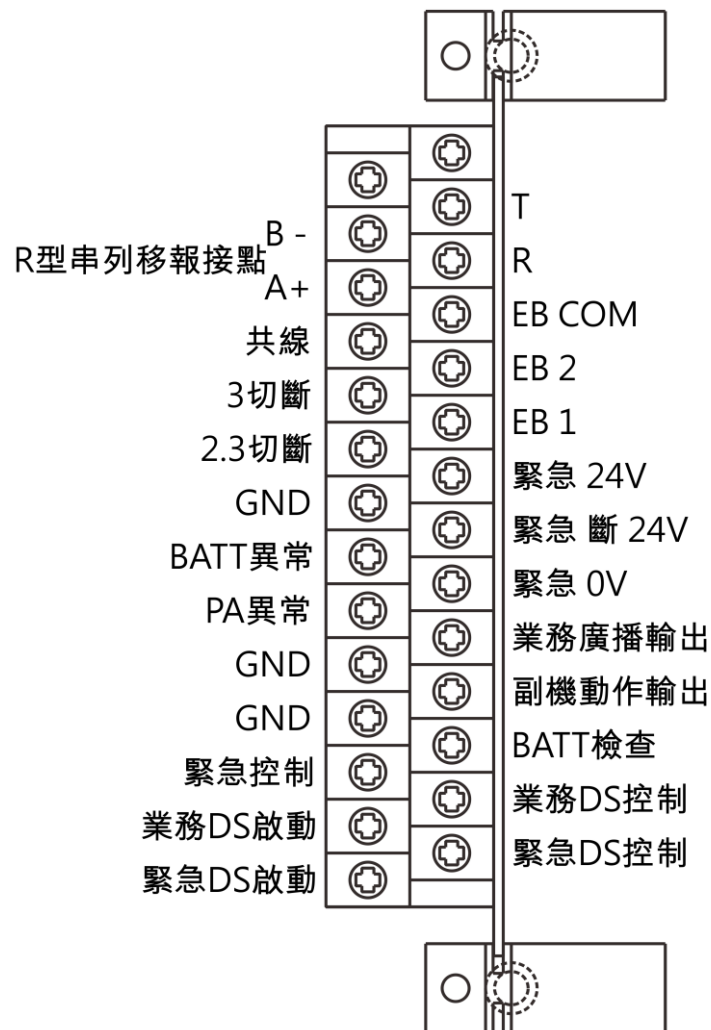 R型串列移報接點
B -
A+
共線
3切斷
2.3切斷
GND
BATT異常
PA異常
GND
GND
緊急控制
業務DS啟動
緊急DS啟動
T
R
EB COM
EB 2
EB 1
緊急 24V
緊急 斷 24V
緊急 0V
業務廣播輸出
副機動作輸出
BATT檢查
業務DS控制
緊急DS控制